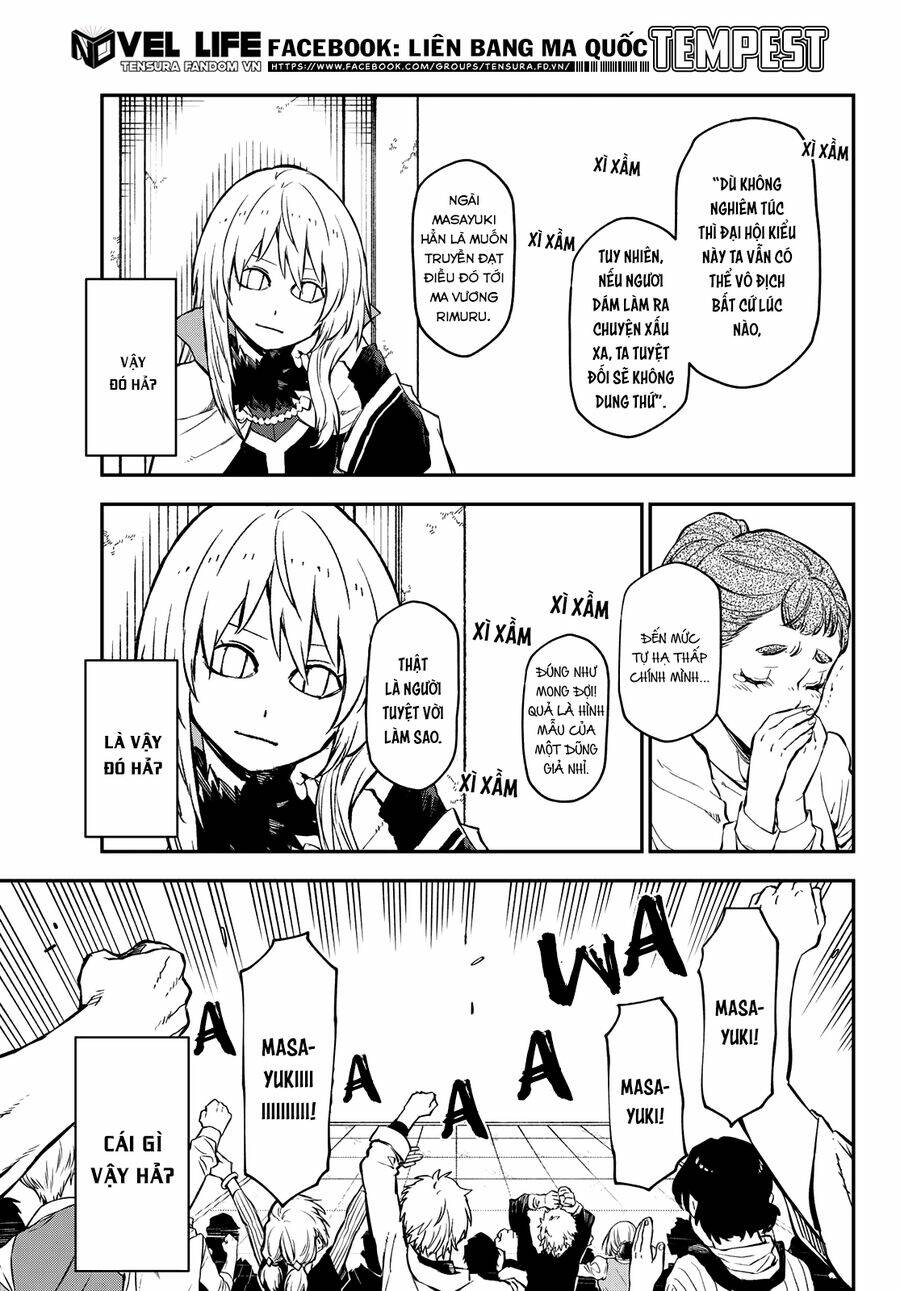 NOVEL LIFE
TENSURA FANDOM VN
FACEBOOK: LIÊN BANG MA QUỐC
HTTPS://WWW.FACEBOOK.COM/GROUPS/TENSURA.FD.VN/
TEMPEST
XÌ XẦM
"DÙ KHÔNG
NGHIÊM TÚC
THÌ ĐẠI HỘI KIỂU
NÀY TA VẪN CÓ
THỂ VÔ ĐỊCH
BẤT CỨ LÚC
NÀO,
XÌ XẦM
TUY NHIÊN,
NẾU NGƯƠI
DÁM LÀM RA
CHUYỆN XẤU
XA, TA TUYỆT
ĐỐI SẼ KHÔNG
DUNG THỨ".
XÌ XẦM
NGÀI
MASAYUKI
HẲN LÀ MUỐN
TRUYỀN ĐẠT
ĐIỀU ĐÓ TỚI
MA VƯƠNG
RIMURU.
VẬY
ĐÓ HẢ?
ĐẾN MỨC
TỰ HẠ THẤP
CHÍNH MÌNH...
XÌ XẦM
ĐÚNG NHƯ
MONG ĐỢI!
QUẢ LÀ HÌNH
MẪU CỦA
MỘT DŨNG
GIẢ NHỈ.
XÌ XẦM
XÌ XẦM
THẬT
LÀ NGƯỜI
TUYỆT VỜI
LÀM SAO.
LÀ VẬY
ĐÓ HẢ?
MASA-
YUKI!
WA
A
A
A
A
MASA-
YUKI!
MASA-
YUKIIII
IIIIIIIIII!
CÁI GÌ
VẬY HẢ?